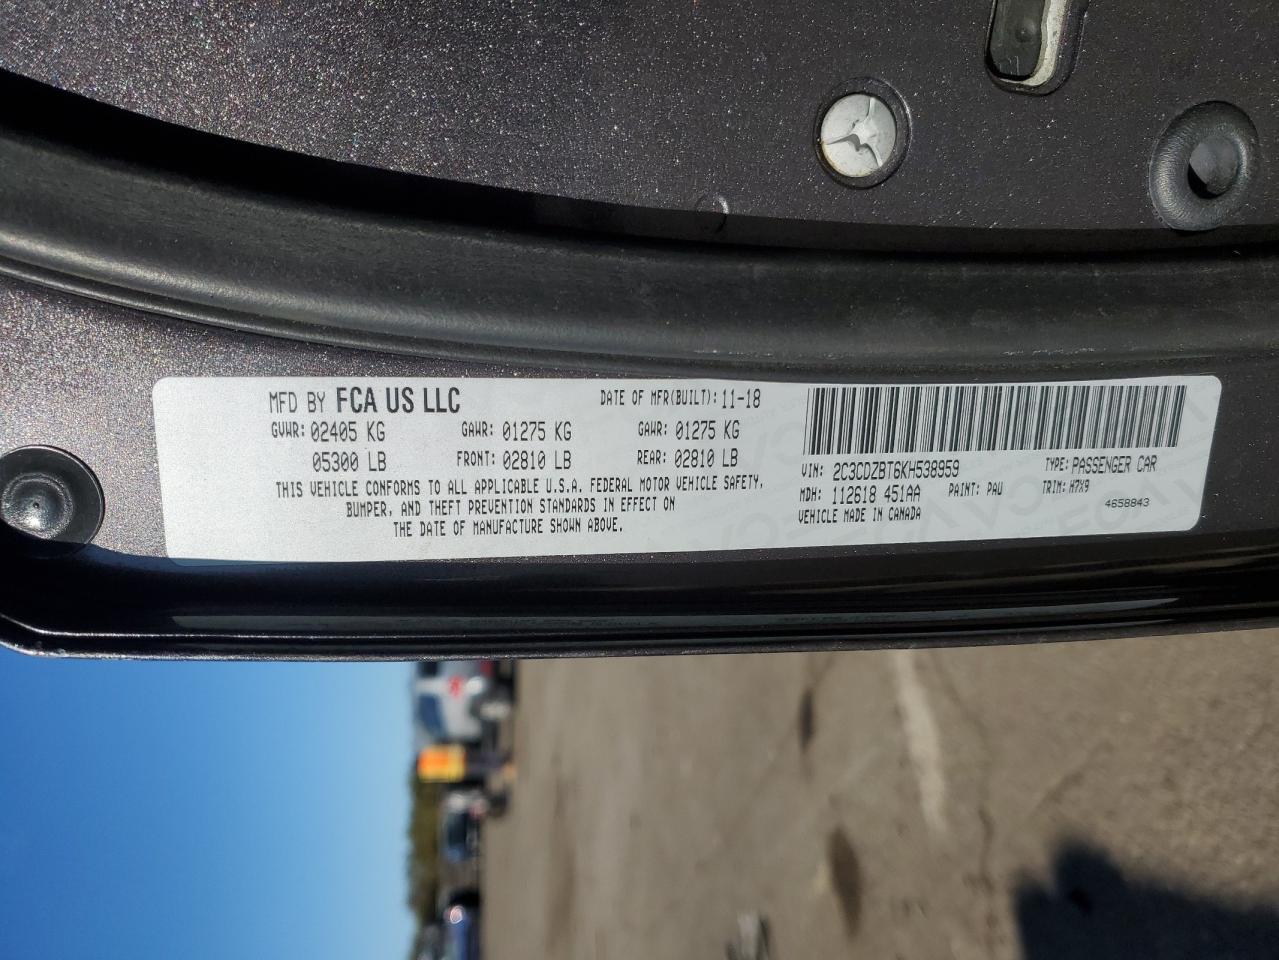 MFD BY FCA US LLC DATE OF MFR(BUILT): 11-18
GVWR: 02405 KG GAWR: 01275 KG GAWR: 01275 KG
05300 LB FRONT: 02810 LB REAR: 02810 LB
THIS VEHICLE CONFORMS TO ALL APPLICABLE U.S.A. FEDERAL MOTOR VEHICLE SAFETY,
BUMPER, AND THEFT PREVENTION STANDARDS IN EFFECT ON
THE DATE OF MANUFACTURE SHOWN ABOVE.
VIN: 2C3CDZBT6KH538959 TYPE: PASSENGER CAR
MDH: 112618 451AA PAINT: PAU TRIM: H7X9
VEHICLE MADE IN CANADA 4658843